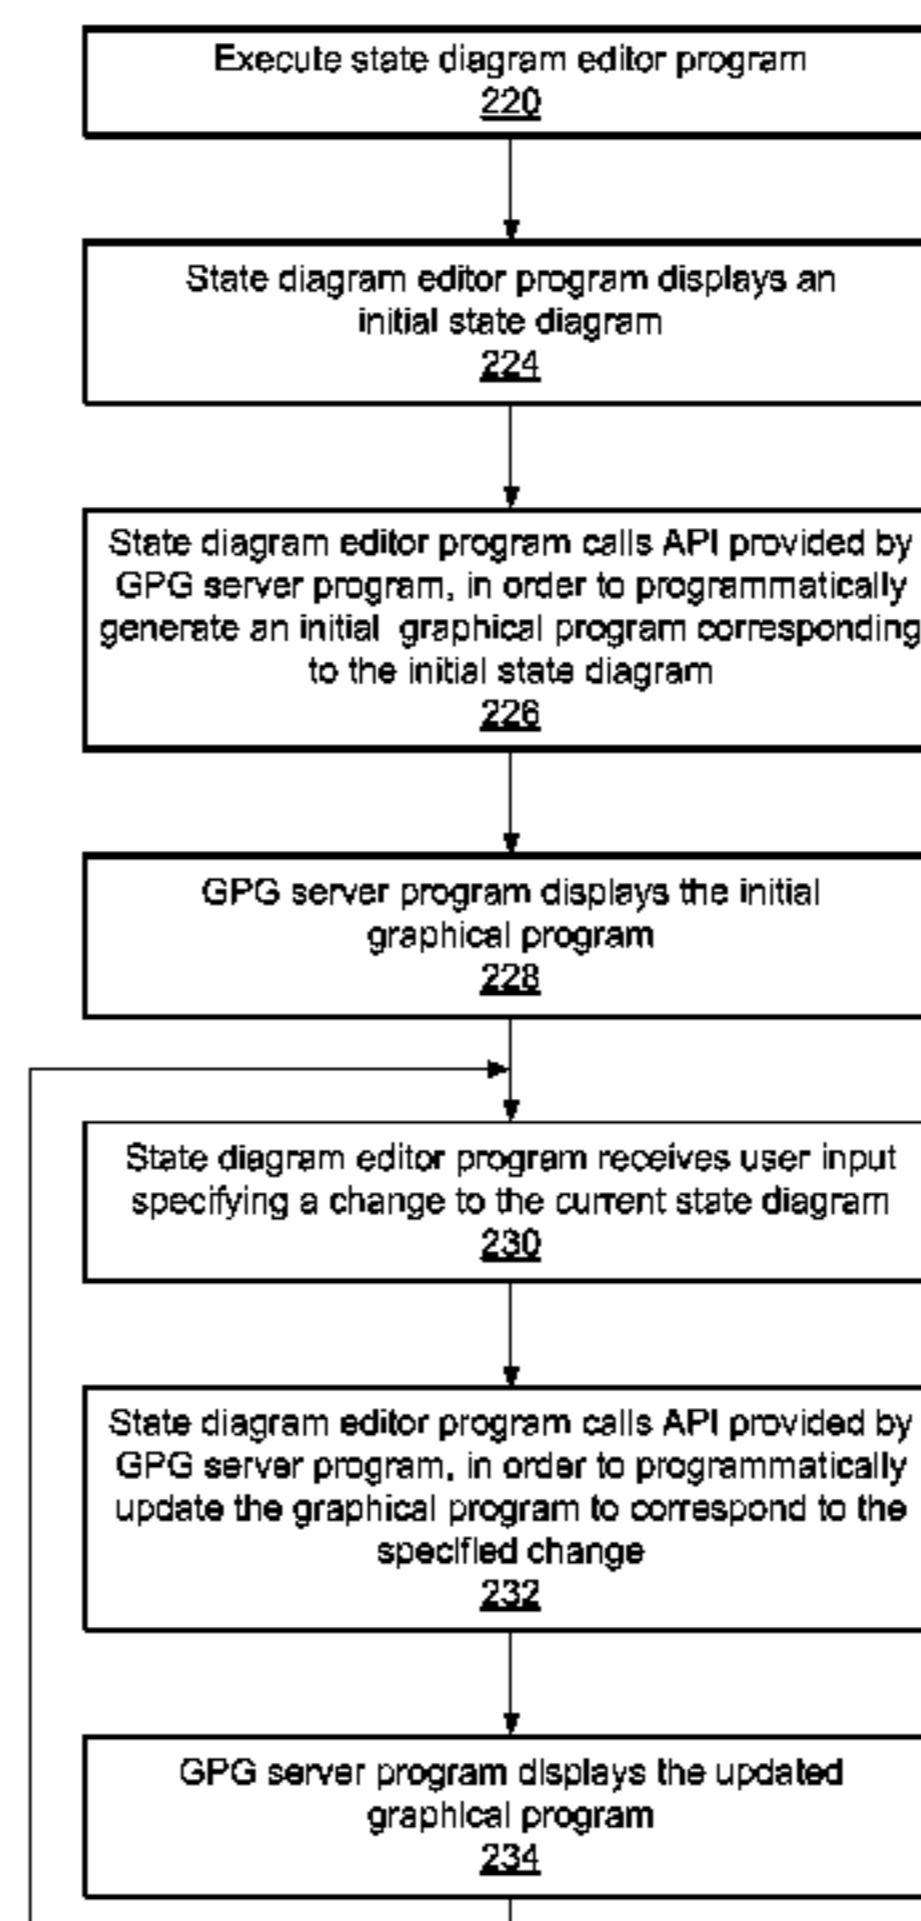 Execute state diagram editor program
220
State diagram editor program displays an
initial state diagram
224
State diagram editor program calls API provided by
GPG server program, in order to programmatically
generate an initial graphical program corresponding
to the initial state diagram
226
GPG server program displays the initial
graphical program
228
State diagram editor program receives user input
specifying a change to the current state diagram
230
State diagram editor program calls API provided by
GPG server program, in order to programmatically
update the graphical program to correspond to the
specified change
232
GPG server program displays the updated
graphical program
234